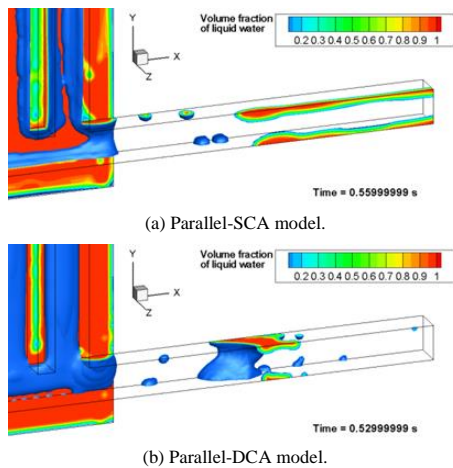 Volume fraction
of liquid water
0.2 0.3 0.4 0.5 0.6 0.7 0.8 0.9 1
Y
X
Z
Time = 0.55999999 s
(a) Parallel-SCA model.
Volume fraction
of liquid water
0.2 0.3 0.4 0.5 0.6 0.7 0.8 0.9 1
Y
X
Z
Time = 0.52999999 s
(b) Parallel-DCA model.